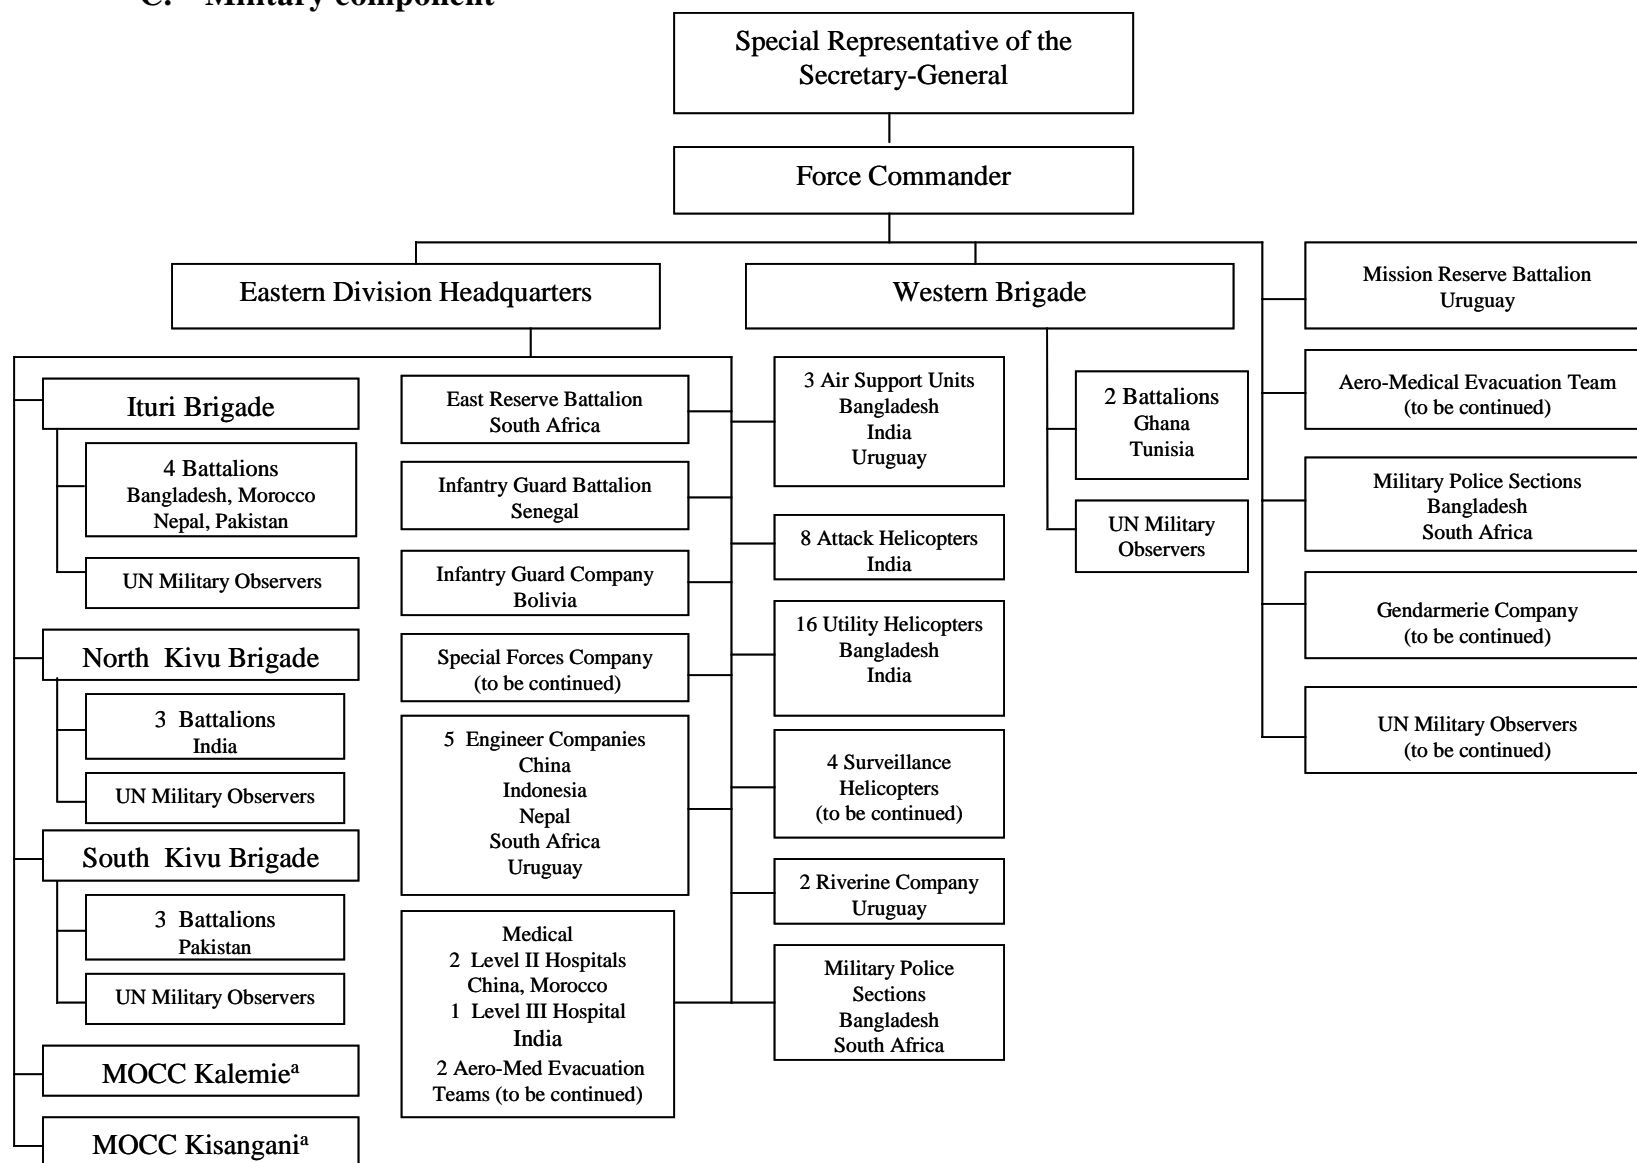 C. Military component
Special Representative of the
Secretary-General
Force Commander
Eastern Division Headquarters
Western Brigade
Ituri Brigade
4 Battalions
Bangladesh, Morocco
Nepal, Pakistan
UN Military Observers
North Kivu Brigade
3 Battalions
India
UN Military Observers
South Kivu Brigade
3 Battalions
Pakistan
UN Military Observers
MOCC Kalemieᵃ
MOCC Kisanganiᵃ
East Reserve Battalion
South Africa
Infantry Guard Battalion
Senegal
Infantry Guard Company
Bolivia
Special Forces Company
(to be continued)
5 Engineer Companies
China
Indonesia
Nepal
South Africa
Uruguay
Medical
2 Level II Hospitals
China, Morocco
1 Level III Hospital
India
2 Aero-Med Evacuation
Teams (to be continued)
3 Air Support Units
Bangladesh
India
Uruguay
8 Attack Helicopters
India
16 Utility Helicopters
Bangladesh
India
4 Surveillance
Helicopters
(to be continued)
2 Riverine Company
Uruguay
Military Police
Sections
Bangladesh
South Africa
2 Battalions
Ghana
Tunisia
UN Military
Observers
Mission Reserve Battalion
Uruguay
Aero-Medical Evacuation Team
(to be continued)
Military Police Sections
Bangladesh
South Africa
Gendarmerie Company
(to be continued)
UN Military Observers
(to be continued)